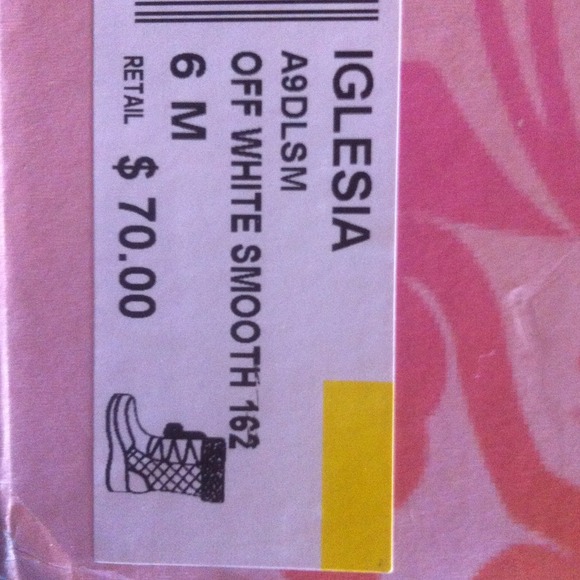 IGLESIA
A9DLSM
OFF WHITE SMOOTH 162
6 M
RETAIL $ 70.00